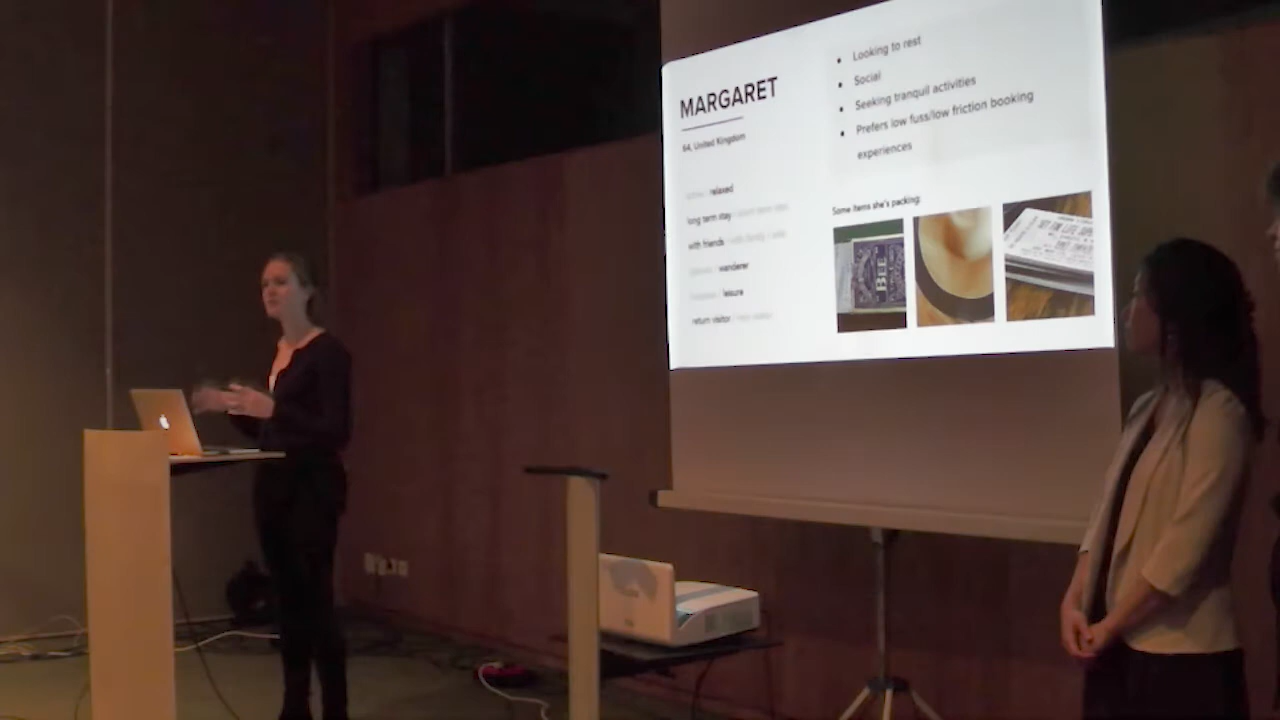 MARGARET
64, United Kingdom
relaxed
long term stay
with friends
wanderer
leisure
return visitor
Looking to rest
Social
Seeking tranquil activities
Prefers low fuss/low friction booking
experiences
Some items she's packing:
BEE